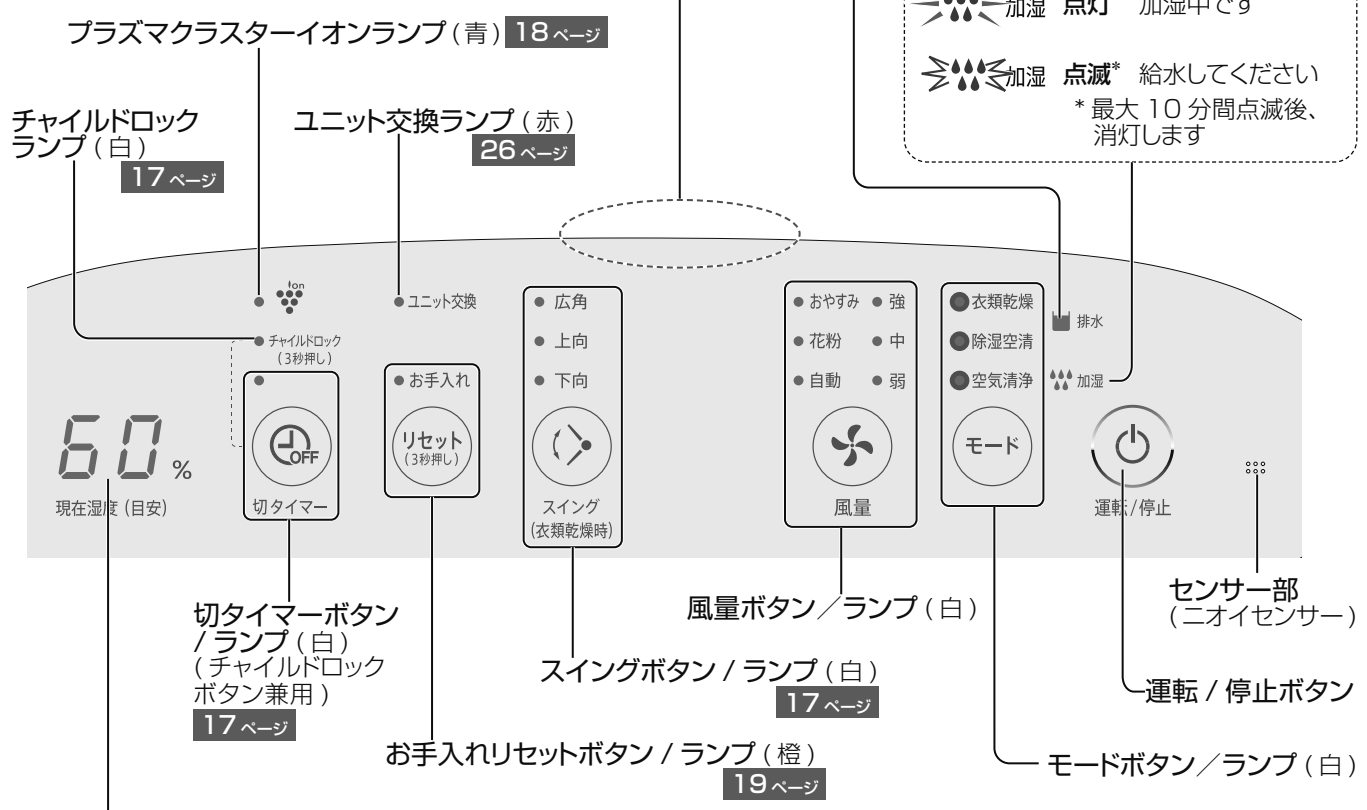 加湿 点灯 加湿中です
加湿 点滅* 給水してください
* 最大 10 分間点滅後、
消灯します
プラズマクラスターイオンランプ(青) 18ページ
チャイルドロック
ランプ(白)
17ページ
ユニット交換ランプ(赤)
26ページ
ion
チャイルドロック
(3秒押し)
OFF
切タイマー
60%
現在湿度(目安)
ユニット交換
お手入れ
リセット
(3秒押し)
広角
上向
下向
スイング
(衣類乾燥時)
おやすみ 強
花粉 中
自動 弱
風量
衣類乾燥
除湿空清
空気清浄
モード
排水
加湿
運転/停止
切タイマーボタン
/ ランプ(白)
(チャイルドロック
ボタン兼用)
17ページ
お手入れリセットボタン / ランプ(橙)
19ページ
スイングボタン / ランプ(白)
17ページ
風量ボタン/ランプ(白)
センサー部
(ニオイセンサー)
運転 / 停止ボタン
モードボタン/ランプ(白)